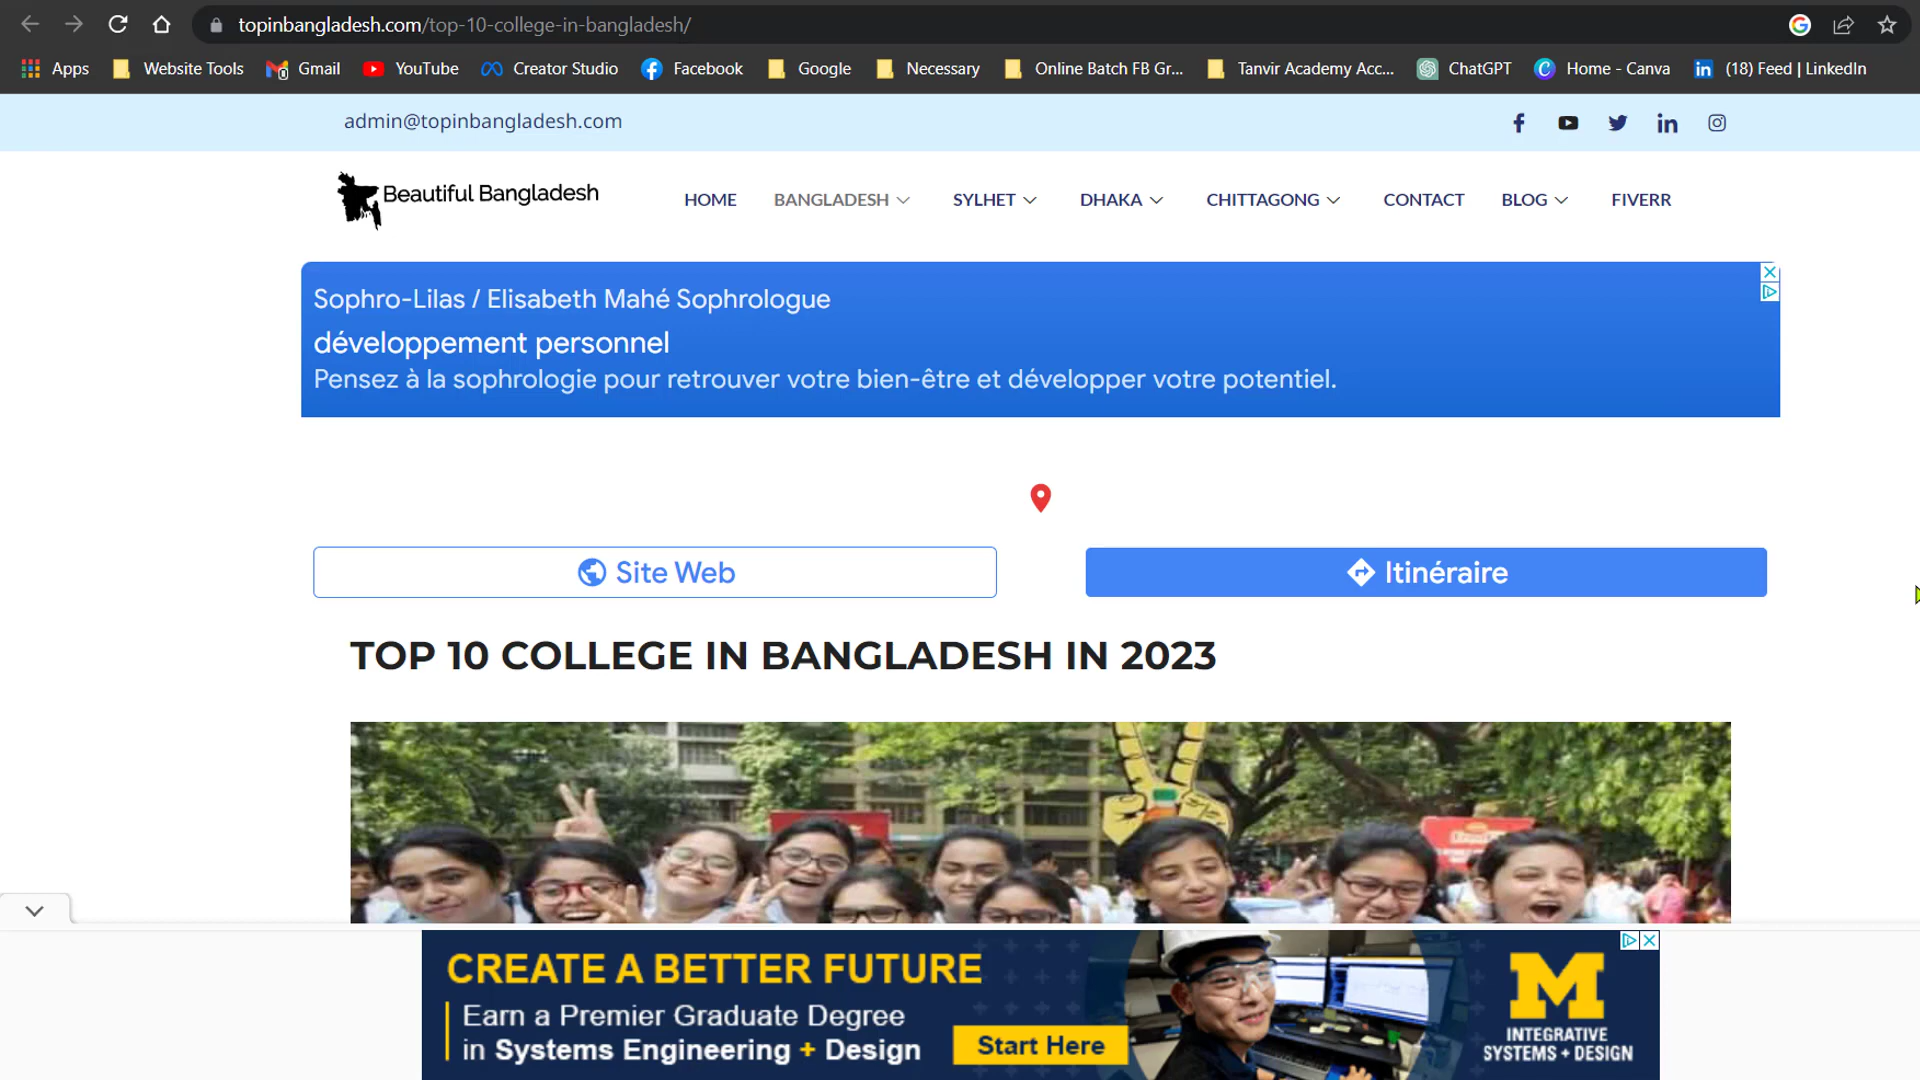 topinbangladesh.com/top-10-college-in-bangladesh/
Apps Website Tools Gmail YouTube Creator Studio Facebook Google Necessary Online Batch FB Gr... Tanvir Academy Acc... ChatGPT Home - Canva (18) Feed | LinkedIn
admin@topinbangladesh.com
Beautiful Bangladesh HOME BANGLADESH SYLHET DHAKA CHITTAGONG CONTACT BLOG FIVERR
Sophro-Lilas / Elisabeth Mahé Sophrologue
développement personnel
Pensez à la sophrologie pour retrouver votre bien-être et développer votre potentiel.
Site Web Itinéraire
TOP 10 COLLEGE IN BANGLADESH IN 2023
CREATE A BETTER FUTURE
Earn a Premier Graduate Degree
in Systems Engineering + Design
Start Here
M
INTEGRATIVE
SYSTEMS + DESIGN